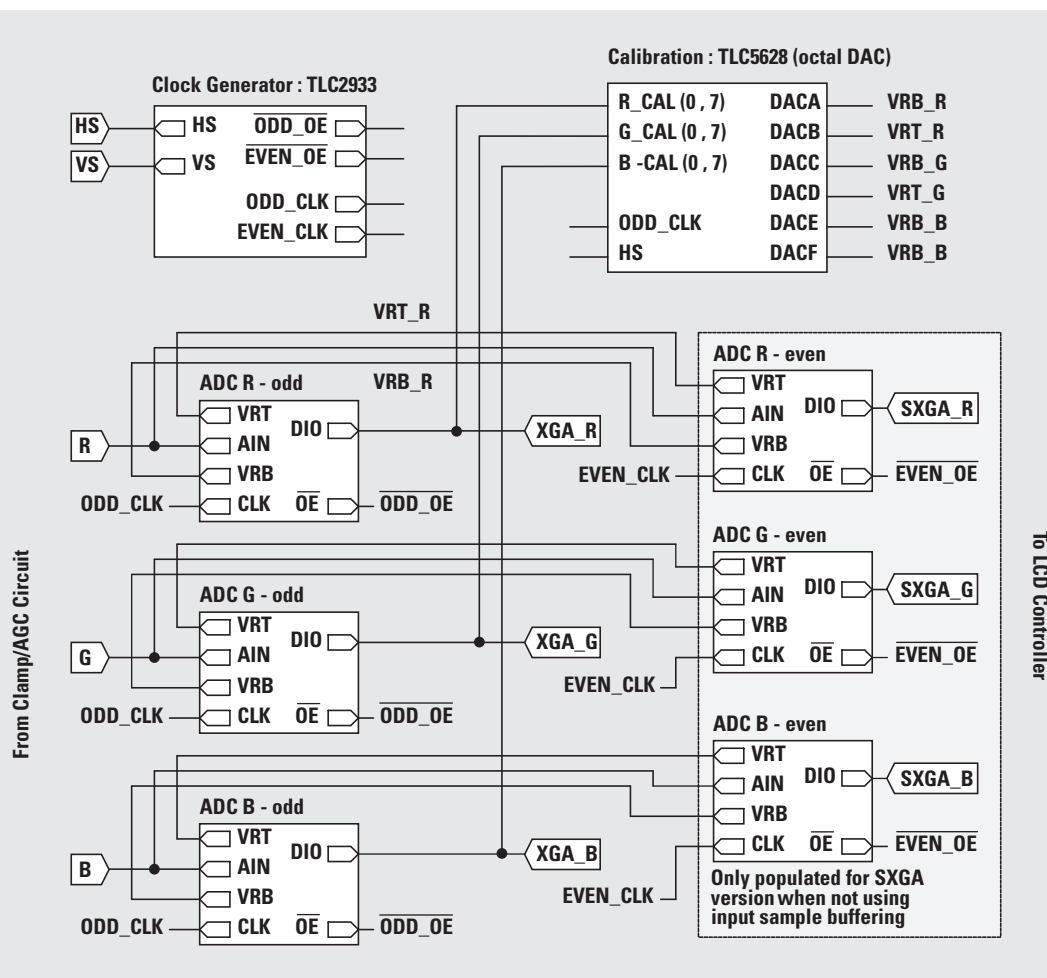 Calibration : TLC5628 (octal DAC)
Clock Generator : TLC2933
HS
VS
HS
VS
ODD_OE
EVEN_OE
ODD_CLK
EVEN_CLK
R_CAL (0 , 7)
G_CAL (0 , 7)
B -CAL (0 , 7)
ODD_CLK
HS
DACA
DACB
DACC
DACD
DACE
DACF
VRB_R
VRT_R
VRB_G
VRT_G
VRB_B
VRB_B
VRT_R
VRB_R
ADC R - odd
R
VRT
AIN
VRB
CLK
DIO
OE
ODD_CLK
ODD_OE
XGA_R
ADC R - even
VRT
AIN
VRB
CLK
DIO
OE
EVEN_CLK
SXGA_R
EVEN_OE
ADC G - odd
G
VRT
AIN
VRB
CLK
DIO
OE
ODD_CLK
ODD_OE
XGA_G
ADC G - even
VRT
AIN
VRB
CLK
DIO
OE
EVEN_CLK
SXGA_G
EVEN_OE
ADC B - odd
B
VRT
AIN
VRB
CLK
DIO
OE
ODD_CLK
ODD_OE
XGA_B
ADC B - even
VRT
AIN
VRB
CLK
DIO
OE
EVEN_CLK
SXGA_B
EVEN_OE
Only populated for SXGA
version when not using
input sample buffering
From Clamp/AGC Circuit
To LCD Controller